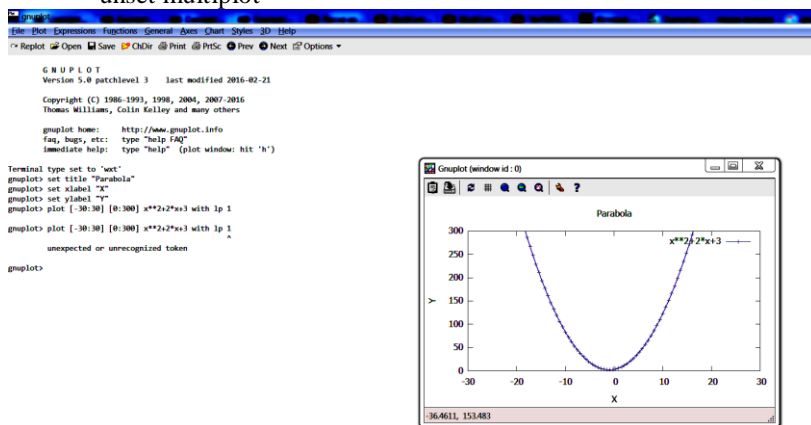 unset multiplot
gnuplot
File Plot Expressions Functions General Axes Chart Styles 3D Help
Replot Open Save ChDir Print PrtSc Prev Next Options
G N U P L O T
Version 5.0 patchlevel 3 last modified 2016-02-21
Copyright (C) 1986-1993, 1998, 2004, 2007-2016
Thomas Williams, Colin Kelley and many others
gnuplot home: http://www.gnuplot.info
faq, bugs, etc: type "help FAQ"
immediate help: type "help" (plot window: hit 'h')
Terminal type set to 'wxt'
gnuplot> set title "Parabola"
gnuplot> set xlabel "X"
gnuplot> set ylabel "Y"
gnuplot> plot [-30:30] [0:300] x**2+2*x+3 with lp 1
gnuplot> plot [-30:30] [0:300] x**2+2*x+3 with lp 1
^
unexpected or unrecognized token
gnuplot>
Gnuplot (window id : 0)
Parabola
x**2+2*x+3
300
250
200
150
100
50
0
Y
-30 -20 -10 0 10 20 30
X
-36.4611, 153.483